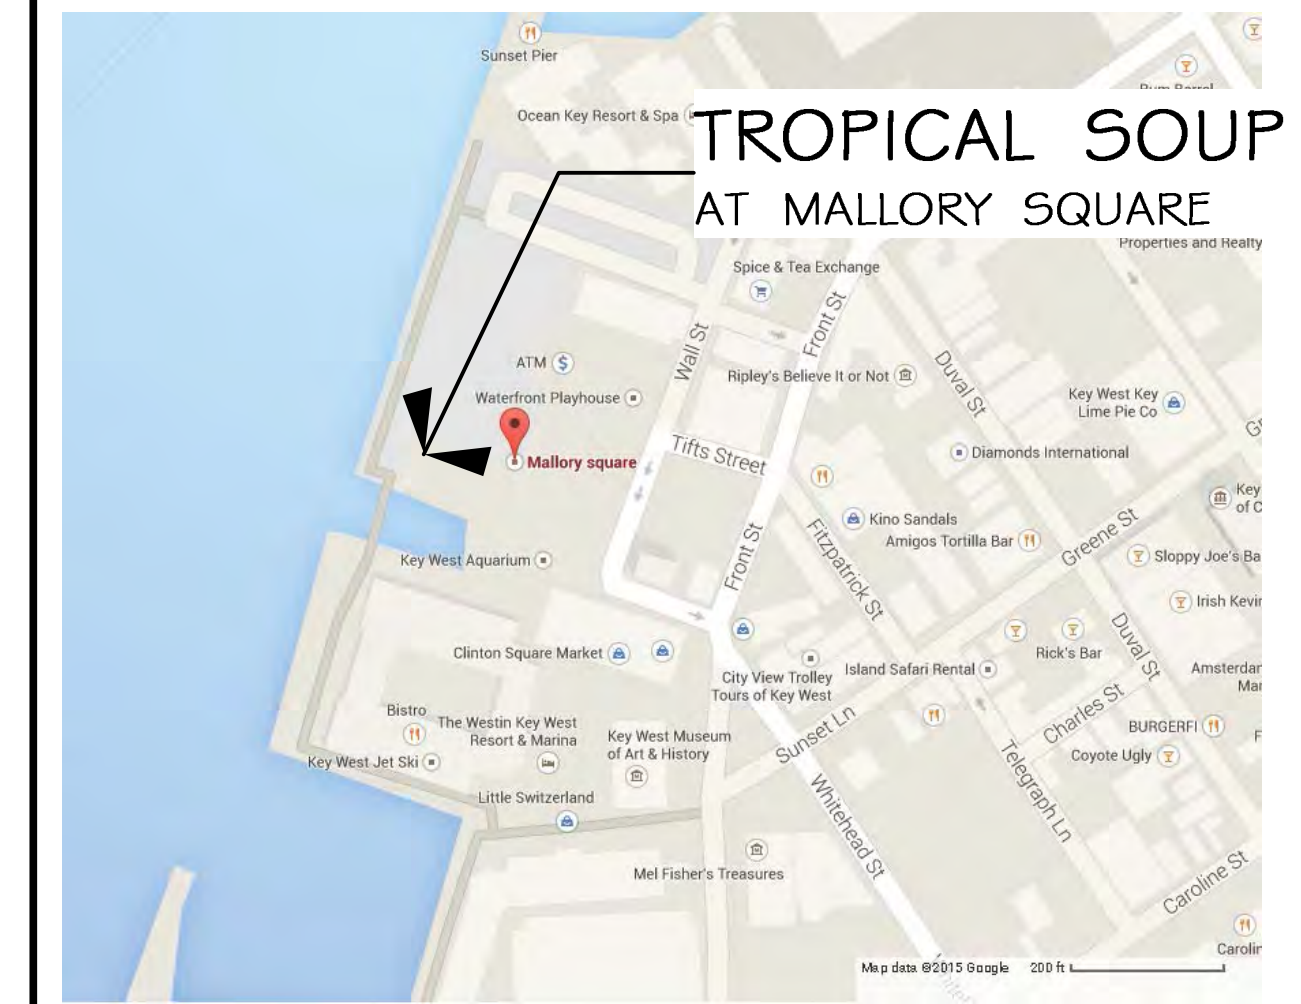 Sunset Pier
Ocean Key Resort & Spa
TROPICAL SOUP
AT MALLORY SQUARE
Properties and Realty
Spice & Tea Exchange
Front St
Wall St
ATM
Ripley's Believe It or Not
Duval St
Waterfront Playhouse
Key West Key
Lime Pie Co
Mallory square
Tifts Street
Diamonds International
Key
Kino Sandals
Amigos Tortilla Bar
Greene St
Sloppy Joe's Ba
Key West Aquarium
Front St
Fitzpatrick St
Irish Kevin
Clinton Square Market
Rick's Bar
Duval St
City View Trolley
Tours of Key West
Island Safari Rental
Amsterdam
Mar
Bistro
The Westin Key West
Resort & Marina
Key West Museum
of Art & History
Sunset Ln
Charles St
BURGERFI
Key West Jet Ski
Coyote Ugly
Telegraph Ln
Little Switzerland
Whitehead St
Mel Fisher's Treasures
Caroline St
Carolin
Map data ©2015 Google 200 ft